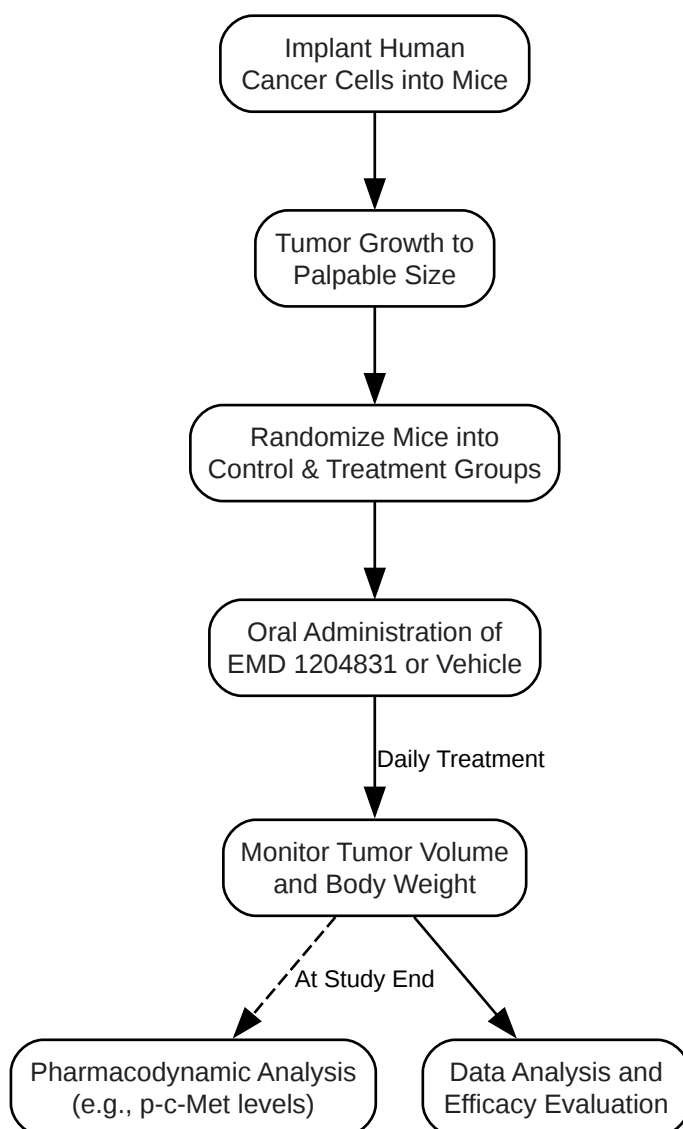 Implant Human
Cancer Cells into Mice
Tumor Growth to
Palpable Size
Randomize Mice into
Control & Treatment Groups
Oral Administration of
EMD 1204831 or Vehicle
Daily Treatment
Monitor Tumor Volume
and Body Weight
At Study End
Pharmacodynamic Analysis
(e.g., p-c-Met levels)
Data Analysis and
Efficacy Evaluation